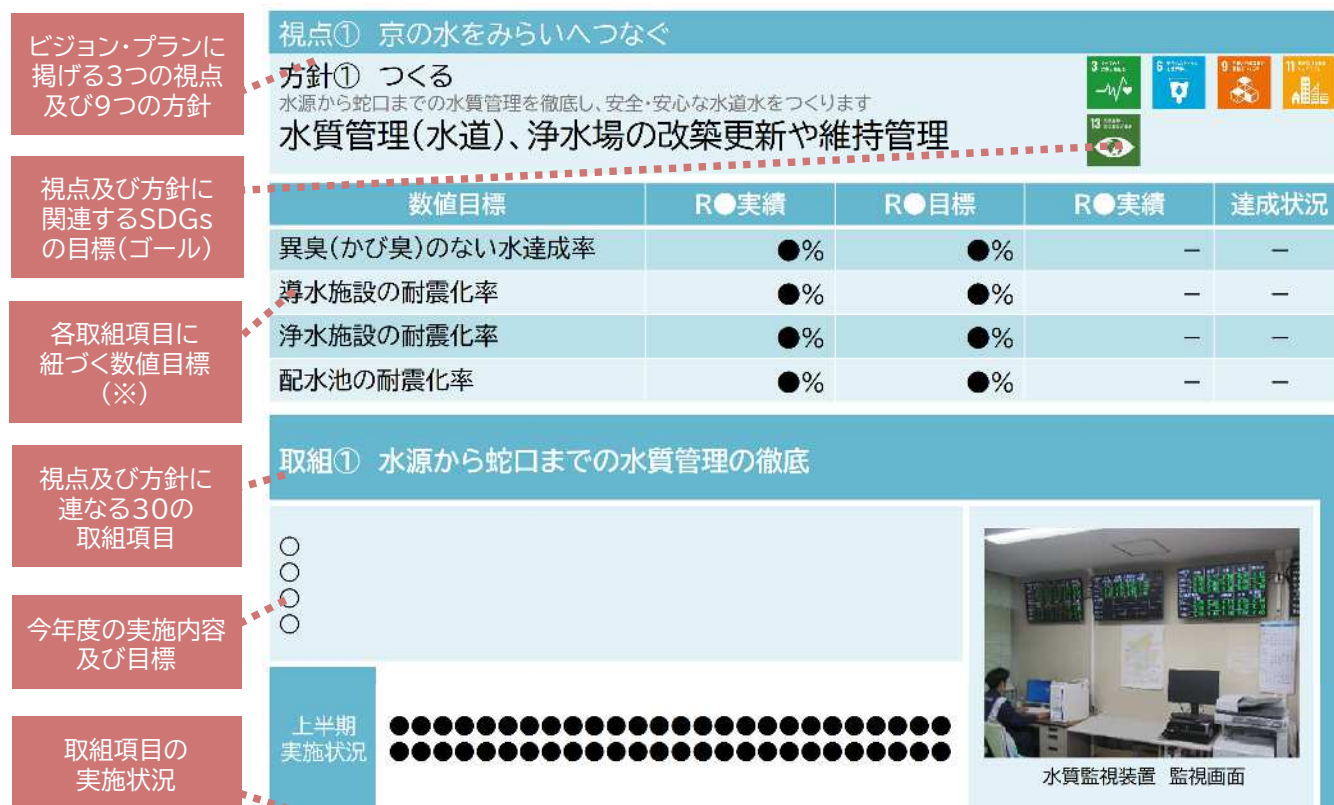 ビジョン・プランに
掲げる3つの視点
及び9つの方針
視点及び方針に
関連するSDGs
の目標(ゴール)
各取組項目に
紐づく数値目標
(※)
視点及び方針に
連なる30の
取組項目
今年度の実施内容
及び目標
取組項目の
実施状況
視点① 京の水をみらいへつなぐ
方針① つくる
水源から蛇口までの水質管理を徹底し、安全・安心な水道水をつくります
水質管理(水道)、浄水場の改築更新や維持管理
3 6 9 11
13
数値目標 R●実績 R●目標 R●実績 達成状況
異臭(かび臭)のない水達成率 ●% ●% － －
導水施設の耐震化率 ●% ●% － －
浄水施設の耐震化率 ●% ●% － －
配水池の耐震化率 ●% ●% － －
取組① 水源から蛇口までの水質管理の徹底
○
○
○
○
上半期
実施状況
●●●●●●●●●●●●●●●●●●●●●●●●●●
●●●●●●●●●●●●●●●●●●●●●●●●●●
水質監視装置 監視画面